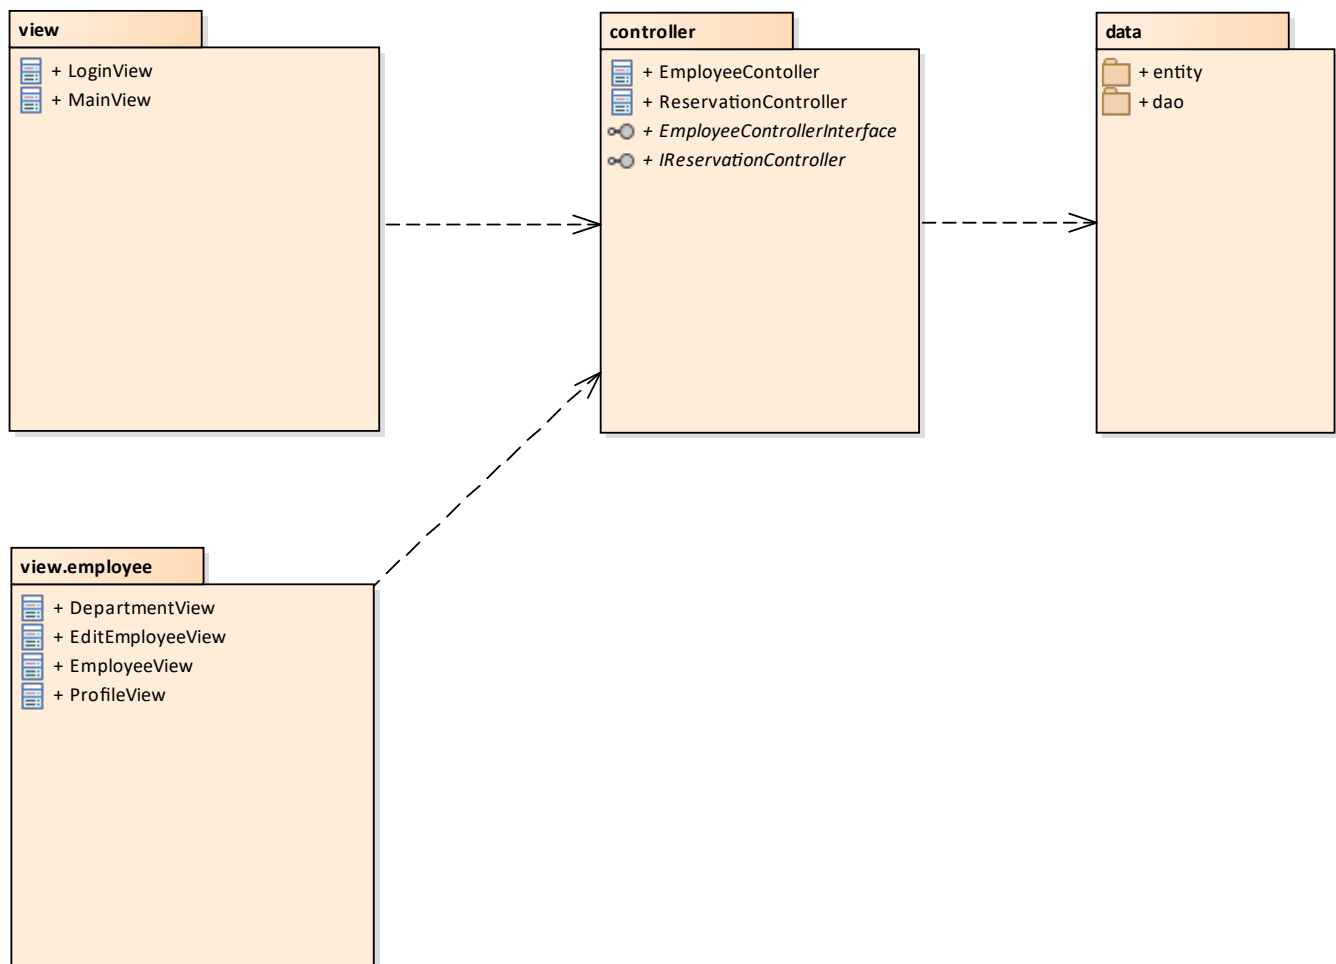 view
+ LoginView
+ MainView
controller
+ EmployeeContoller
+ ReservationController
+ EmployeeControllerInterface
+ IReservationController
data
+ entity
+ dao
view.employee
+ DepartmentView
+ EditEmployeeView
+ EmployeeView
+ ProfileView